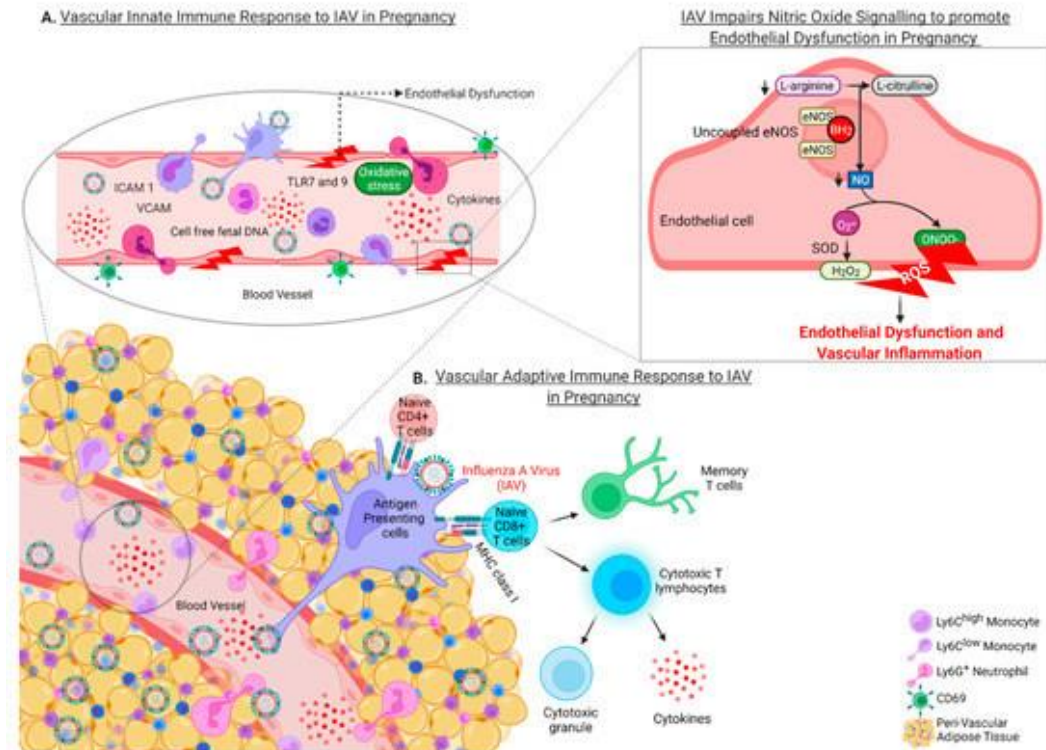 A. Vascular Innate Immune Response to IAV in Pregnancy
IAV Impairs Nitric Oxide Signalling to promote
Endothelial Dysfunction in Pregnancy
Endothelial Dysfunction
ICAM 1
VCAM
TLR7 and 9
Oxidative
stress
Cytokines
Cell free fetal DNA
Blood Vessel
L-arginine
L-citrulline
Uncoupled eNOS
eNOS
BH₂
eNOS
NO
Endothelial cell
O₂•-
SOD
ONOO-
H₂O₂
ROS
Endothelial Dysfunction and
Vascular Inflammation
B. Vascular Adaptive Immune Response to IAV
in Pregnancy
Naive
CD4+
T cells
Influenza A Virus
(IAV)
Antigen
Presenting
cells
Naive
CD8+
T cells
MHC class I
Memory
T cells
Cytotoxic T
lymphocytes
Blood Vessel
Cytotoxic
granule
Cytokines
Ly6Cʰⁱᵍʰ Monocyte
Ly6Cˡᵒʷ Monocyte
Ly6G⁺ Neutrophil
CD69
Peri-Vascular
Adipose Tissue